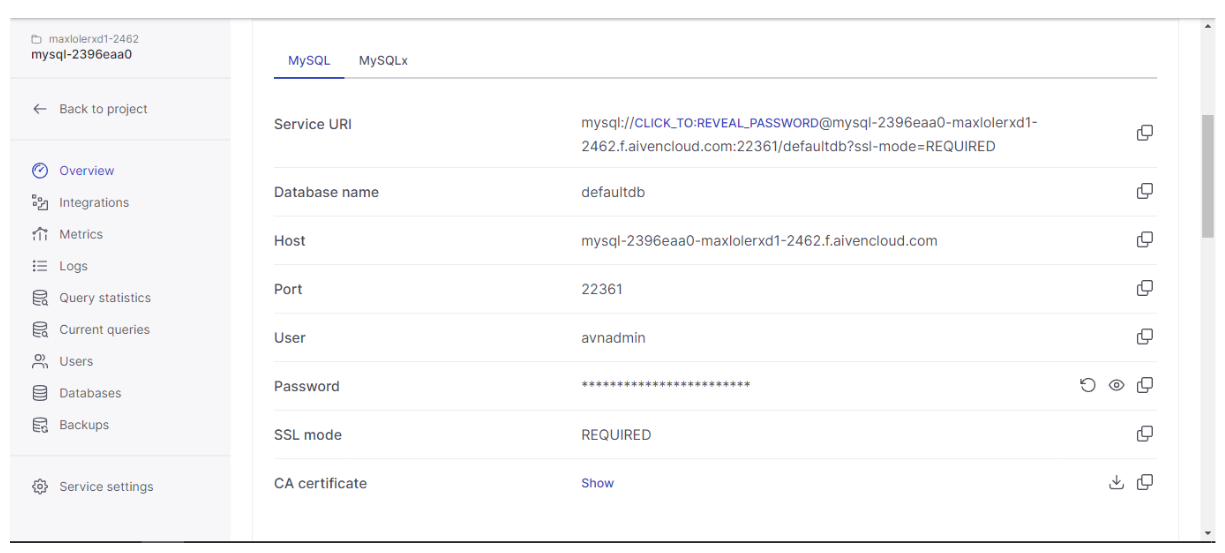 maxlolerxd1-2462
mysql-2396eaa0
Back to project
Overview
Integrations
Metrics
Logs
Query statistics
Current queries
Users
Databases
Backups
Service settings
MySQL MySQLx
Service URI mysql://CLICK_TO:REVEAL_PASSWORD@mysql-2396eaa0-maxlolerxd1-
2462.f.aivencloud.com:22361/defaultdb?ssl-mode=REQUIRED
Database name defaultdb
Host mysql-2396eaa0-maxlolerxd1-2462.f.aivencloud.com
Port 22361
User avnadmin
Password ************************
SSL mode REQUIRED
CA certificate Show